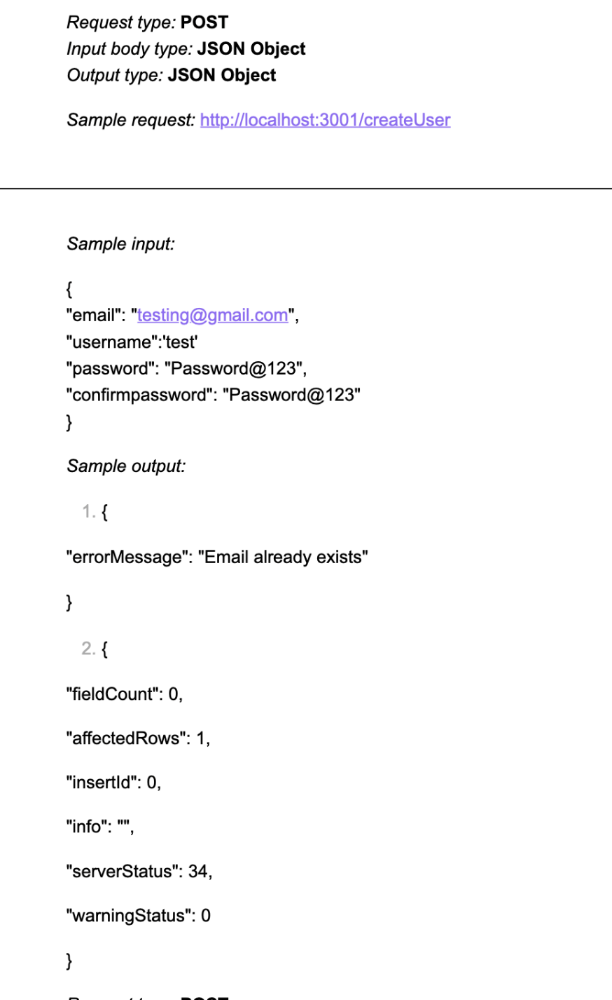 Request type: POST
Input body type: JSON Object
Output type: JSON Object
Sample request: http://localhost:3001/createUser
Sample input:
{
"email": "testing@gmail.com",
"username":'test'
"password": "Password@123",
"confirmpassword": "Password@123"
}
Sample output:
1. {
"errorMessage": "Email already exists"
}
2. {
"fieldCount": 0,
"affectedRows": 1,
"insertId": 0,
"info": "",
"serverStatus": 34,
"warningStatus": 0
}